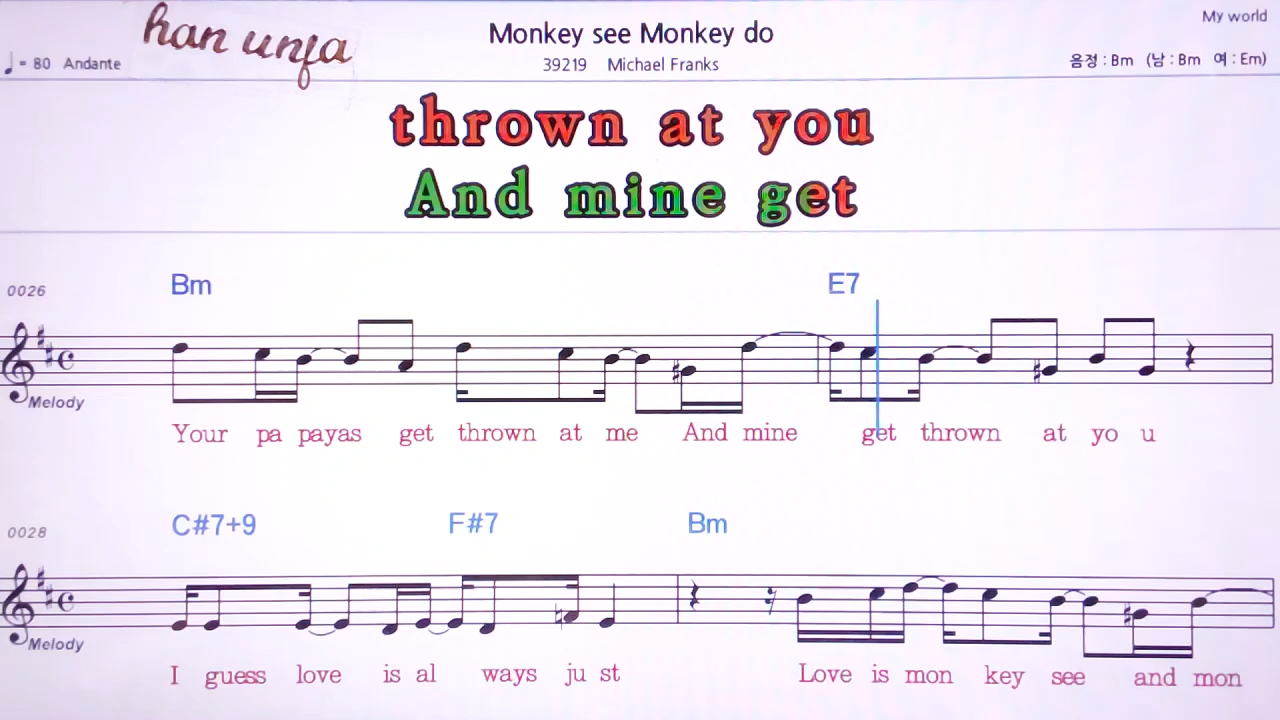 My world
han unfa
Monkey see Monkey do
♩ = 80 Andante
39219 Michael Franks
음정 : Bm (남 : Bm 여 : Em)
thrown at you
And mine get
Bm E7
0026
Melody
Your pa payas get thrown at me And mine get thrown at yo u
C#7+9 F#7 Bm
0028
Melody
I guess love is al ways ju st Love is mon key see and mon